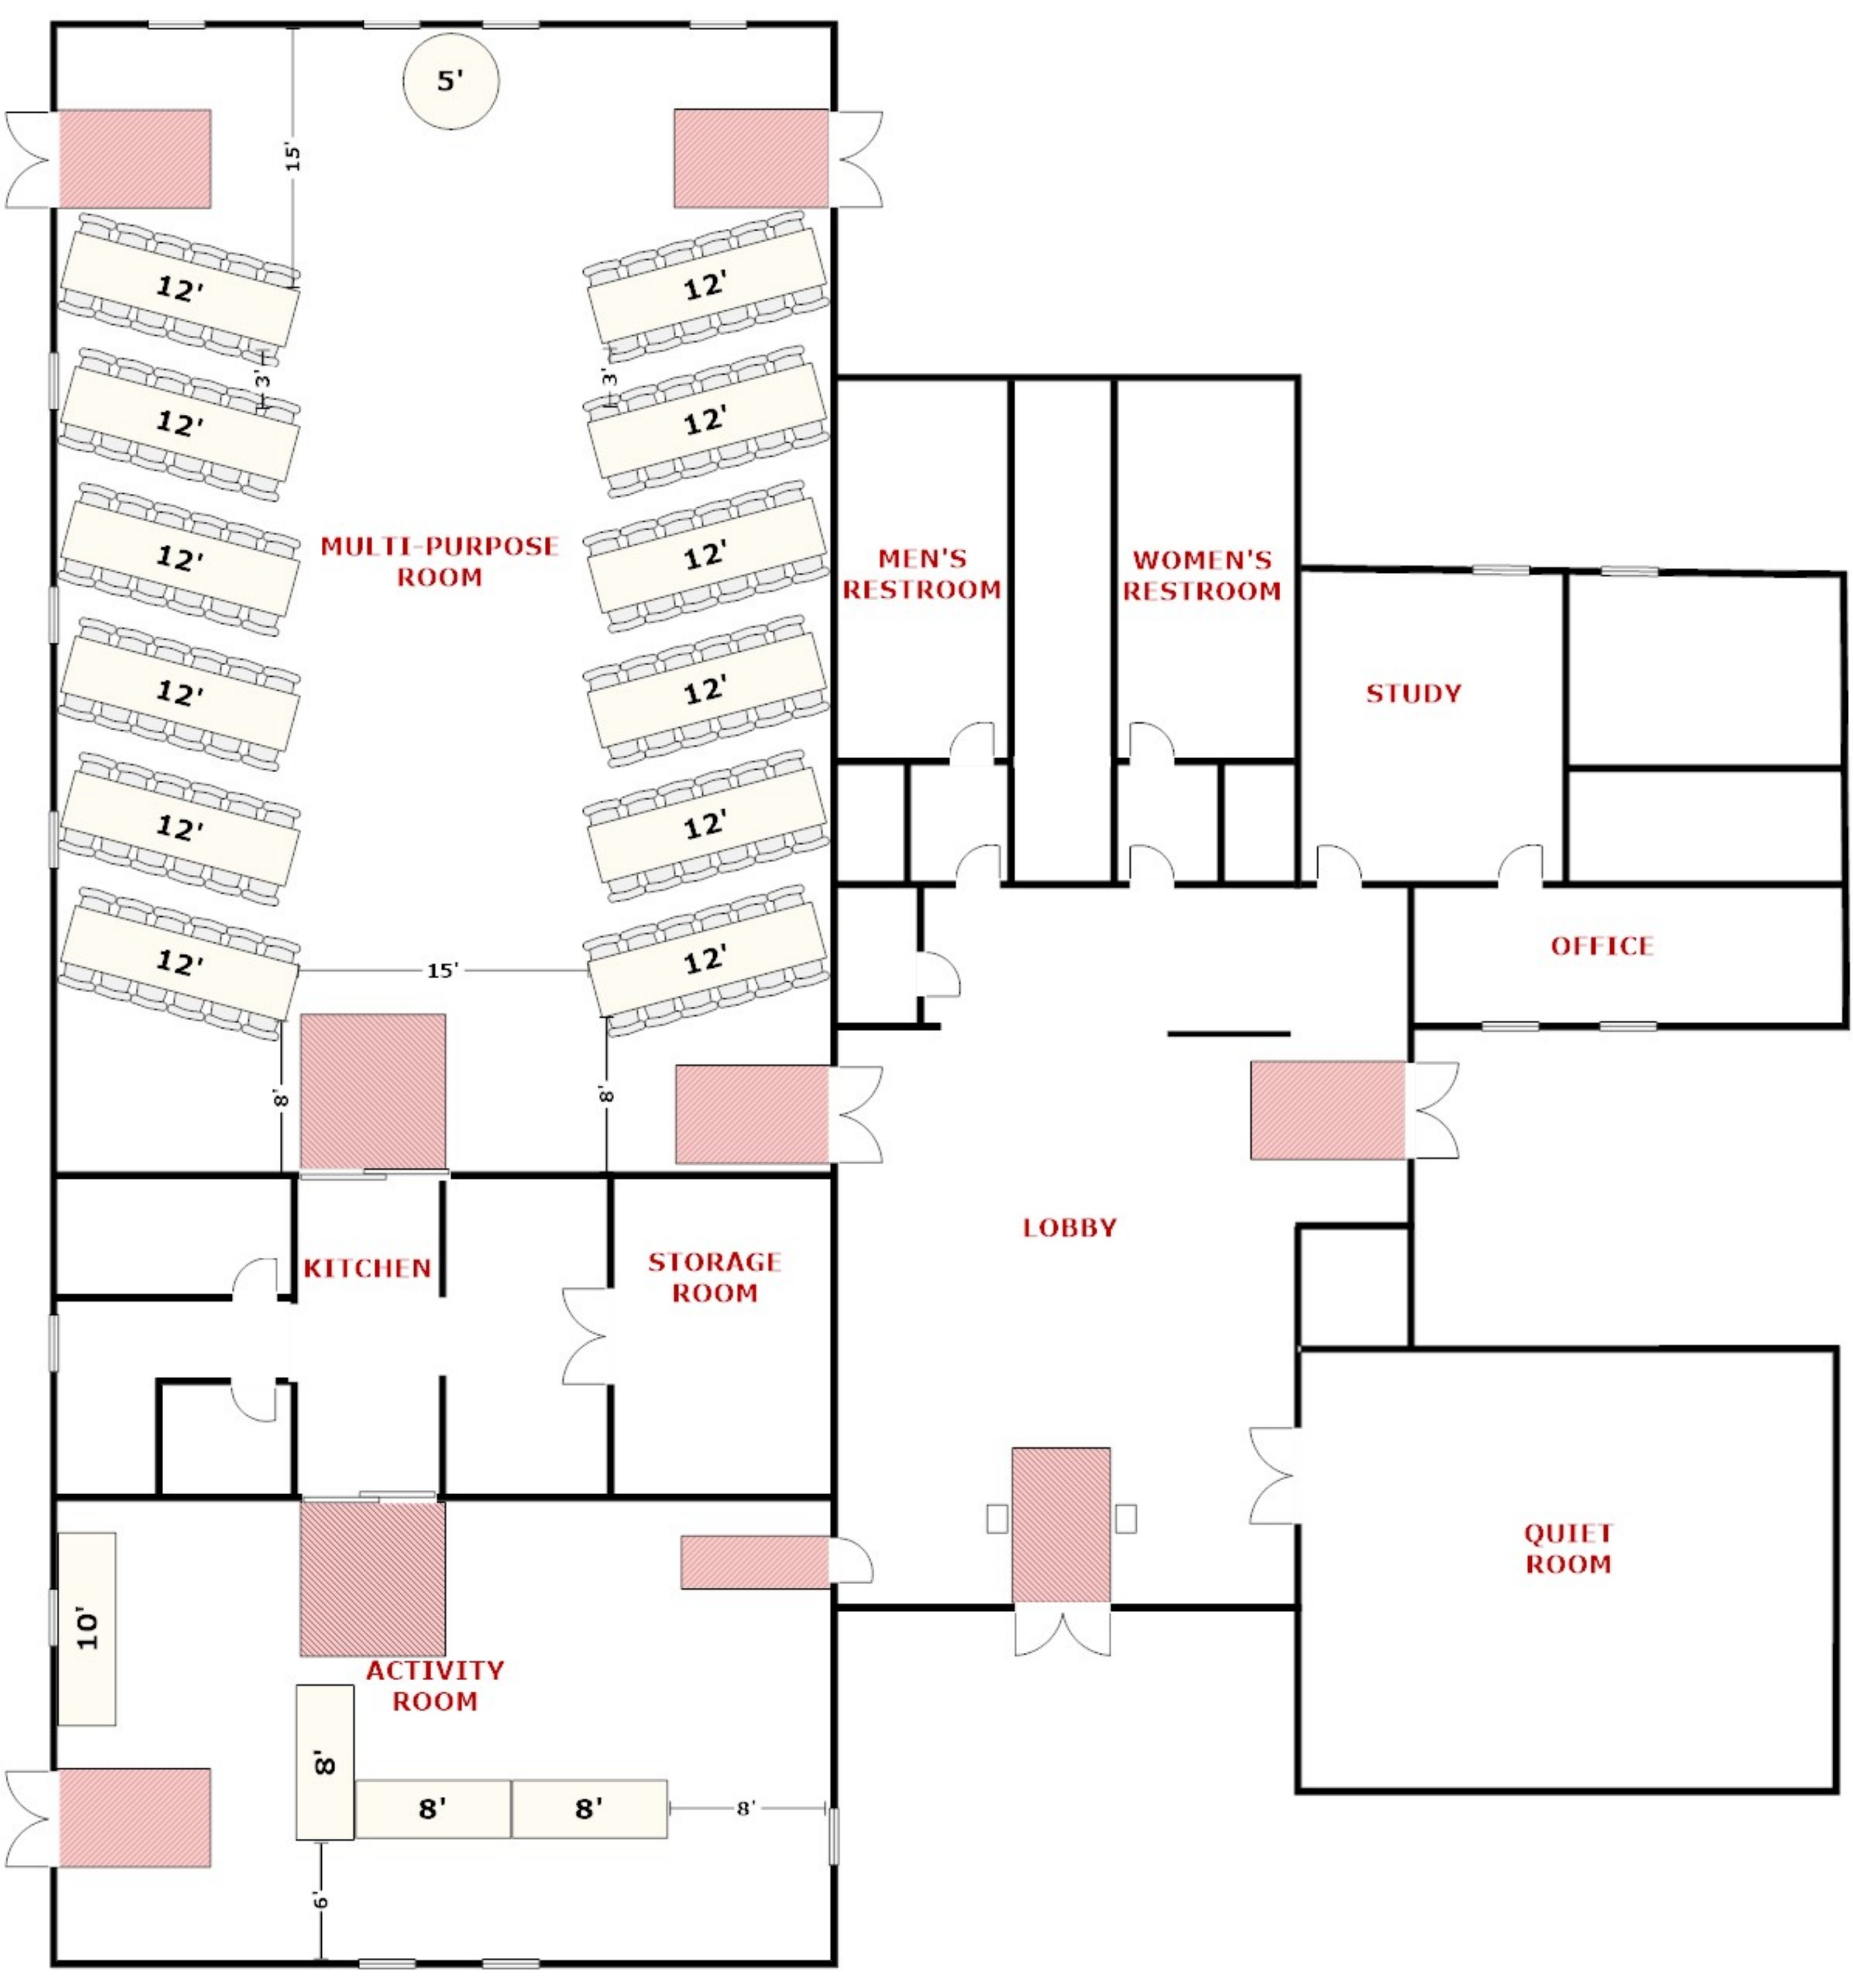 5'
15'
12'
12'
3'
3'
12'
12'
MULTI-PURPOSE
ROOM
12'
12'
MEN'S
RESTROOM
WOMEN'S
RESTROOM
12'
12'
STUDY
12'
12'
12'
12'
OFFICE
15'
8'
8'
LOBBY
KITCHEN
STORAGE
ROOM
10'
QUIET
ROOM
ACTIVITY
ROOM
8'
8'
8'
8'
6'